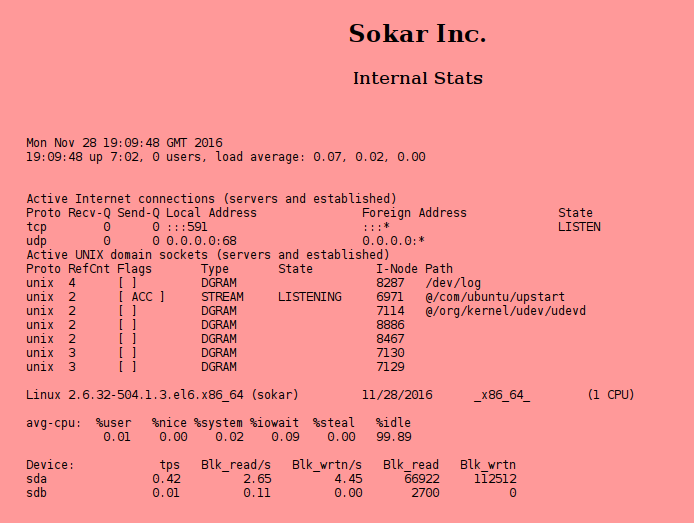 Sokar Inc.
Internal Stats
Mon Nov 28 19:09:48 GMT 2016
19:09:48 up 7:02, 0 users, load average: 0.07, 0.02, 0.00
Active Internet connections (servers and established)
Proto Recv-Q Send-Q Local Address               Foreign Address             State
tcp        0      0 :::591                      :::*                        LISTEN
udp        0      0 0.0.0.0:68                  0.0.0.0:*
Active UNIX domain sockets (servers and established)
Proto RefCnt Flags       Type       State         I-Node Path
unix  4      [ ]         DGRAM                    8287   /dev/log
unix  2      [ ACC ]     STREAM     LISTENING     6971   @/com/ubuntu/upstart
unix  2      [ ]         DGRAM                    7114   @/org/kernel/udev/udevd
unix  2      [ ]         DGRAM                    8886
unix  2      [ ]         DGRAM                    8467
unix  3      [ ]         DGRAM                    7130
unix  3      [ ]         DGRAM                    7129
Linux 2.6.32-504.1.3.el6.x86_64 (sokar)         11/28/2016      _x86_64_        (1 CPU)
avg-cpu:  %user   %nice %system %iowait  %steal   %idle
           0.01    0.00    0.02    0.09    0.00   99.89
Device:            tps   Blk_read/s   Blk_wrtn/s   Blk_read   Blk_wrtn
sda               0.42         2.65         4.45      66922     112512
sdb               0.01         0.11         0.00       2700          0